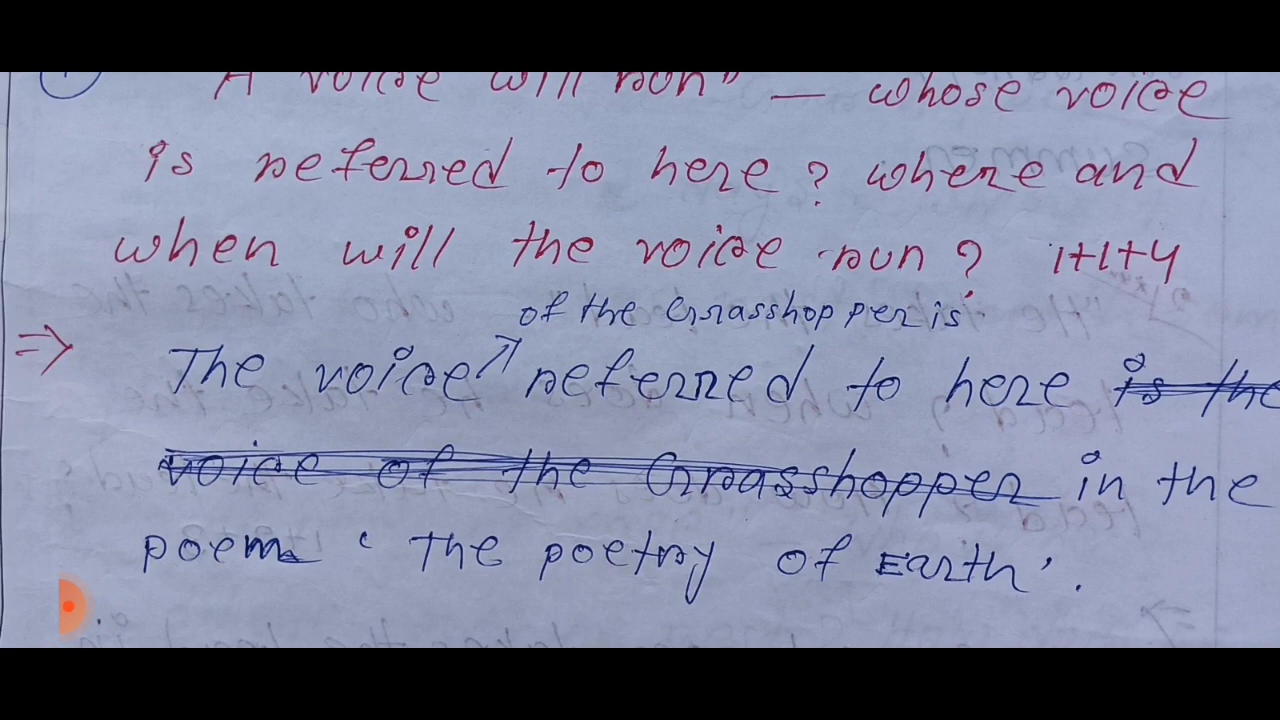 A voice will run" — whose voice
is referred to here? where and
when will the voice run? 1+1+4
of the Grasshopper is
⇒ The voice referred to here is the
voice of the Grasshopper in the
poem ' The poetry of Earth'.